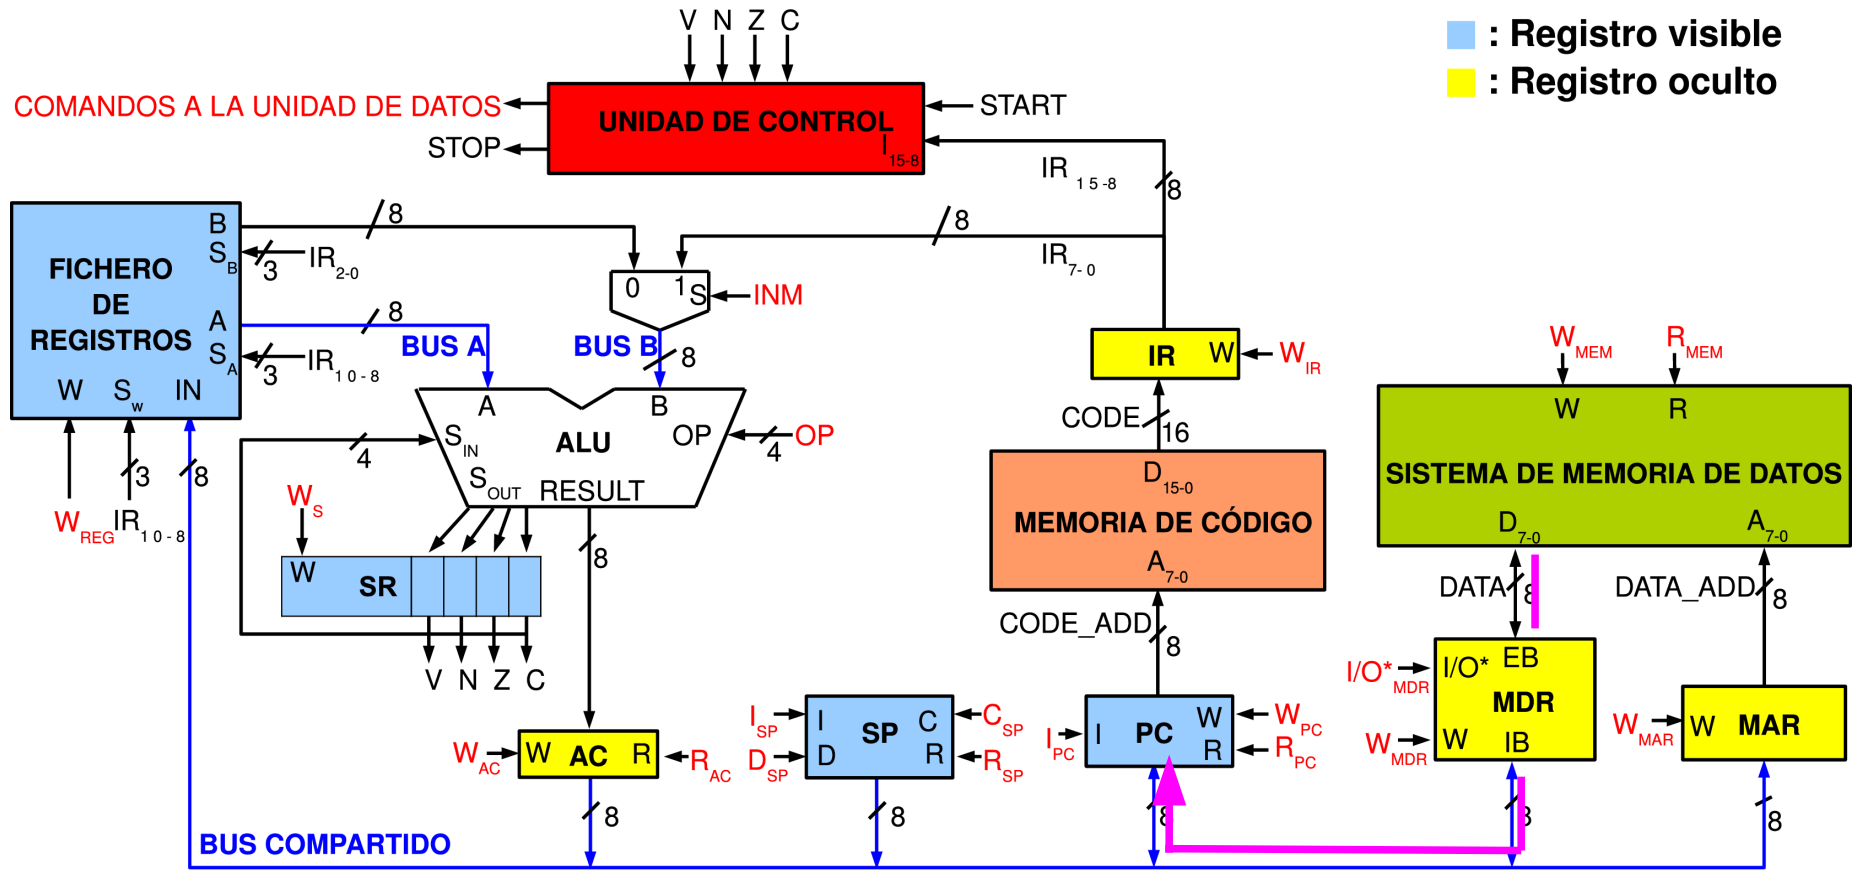 V N Z C
: Registro visible
: Registro oculto
COMANDOS A LA UNIDAD DE DATOS
STOP
UNIDAD DE CONTROL
I15-8
START
IR 15-8
8
8
IR7-0
8
B
SB
3
IR2-0
FICHERO
DE
REGISTROS
A
SA
3
IR10-8
8
BUS A
W Sw IN
WREG
3
IR10-8
8
0 1 S
INM
BUS B
8
A B
SIN
ALU
OP
4
OP
SOUT RESULT
4
WS
W
SR
8
V N Z C
IR W
WIR
CODE
16
D15-0
MEMORIA DE CÓDIGO
A7-0
CODE_ADD
8
WMEM RMEM
W R
SISTEMA DE MEMORIA DE DATOS
D7-0 A7-0
DATA
8
DATA_ADD
8
I/O*MDR
I/O* EB
MDR
WMDR
W IB
WMAR
W MAR
WAC
W AC R
RAC
8
ISP
I C
CSP
SP
DSP
D R
RSP
8
IPC
I PC W
WPC
R
RPC
8
8
8
BUS COMPARTIDO